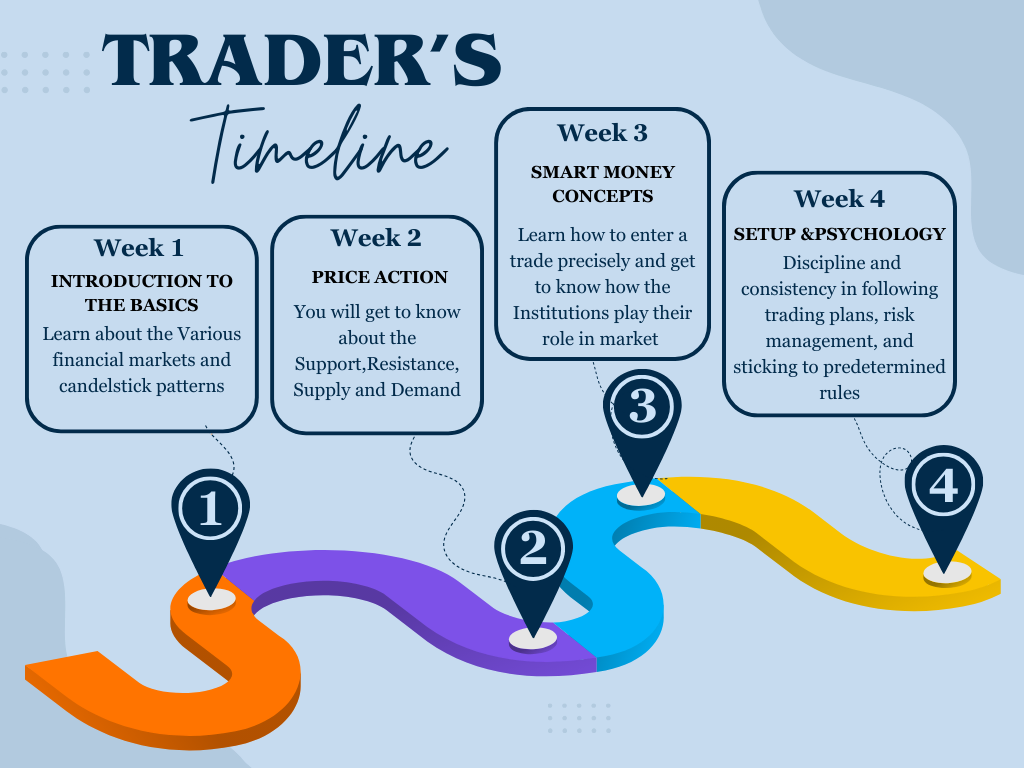 TRADER’S
Timeline
Week 1
INTRODUCTION TO
THE BASICS
Learn about the Various
financial markets and
candelstick patterns
Week 2
PRICE ACTION
You will get to know
about the
Support,Resistance,
Supply and Demand
Week 3
SMART MONEY
CONCEPTS
Learn how to enter a
trade precisely and get
to know how the
Institutions play their
role in market
Week 4
SETUP &PSYCHOLOGY
Discipline and
consistency in following
trading plans, risk
management, and
sticking to predetermined
rules
1
2
3
4